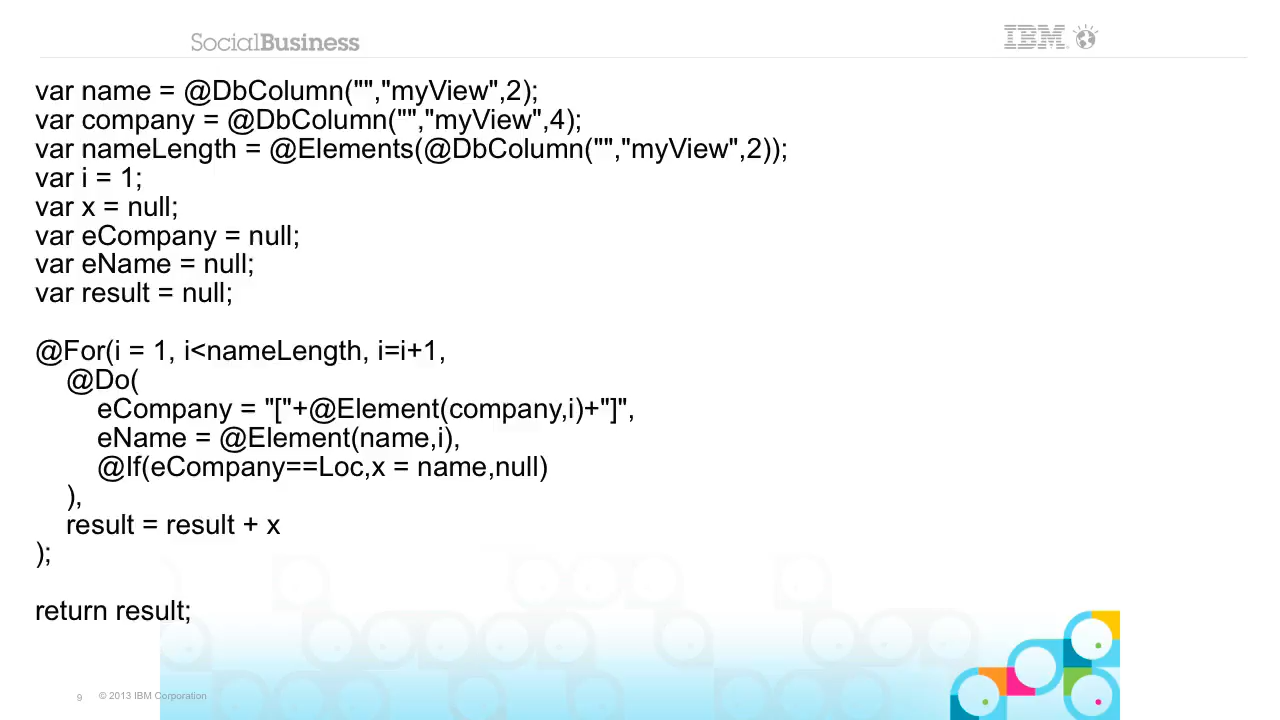 SocialBusiness
IBM
var name = @DbColumn("","myView",2);
var company = @DbColumn("","myView",4);
var nameLength = @Elements(@DbColumn("","myView",2));
var i = 1;
var x = null;
var eCompany = null;
var eName = null;
var result = null;
@For(i = 1, i<nameLength, i=i+1,
@Do(
eCompany = "["+@Element(company,i)+"]",
eName = @Element(name,i),
@If(eCompany==Loc,x = name,null)
),
result = result + x
);
return result;
9 © 2013 IBM Corporation